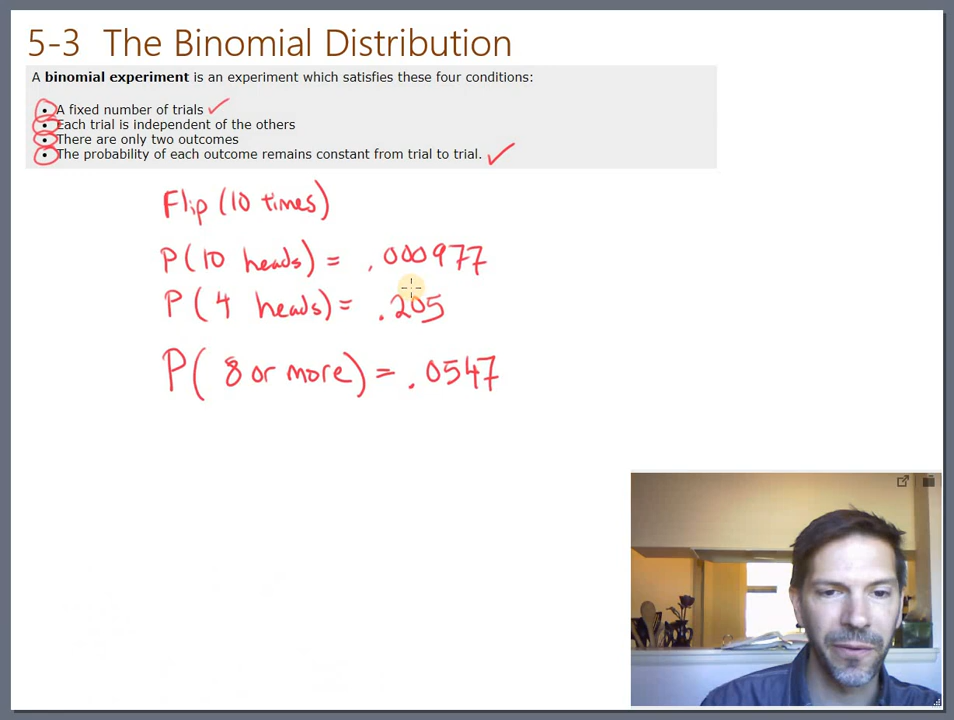 5-3 The Binomial Distribution
A binomial experiment is an experiment which satisfies these four conditions:
• A fixed number of trials ✓
• Each trial is independent of the others
• There are only two outcomes
• The probability of each outcome remains constant from trial to trial. ✓
Flip (10 times)
P(10 heads) = .000977
P(4 heads) = .205
P(8 or more) = .0547